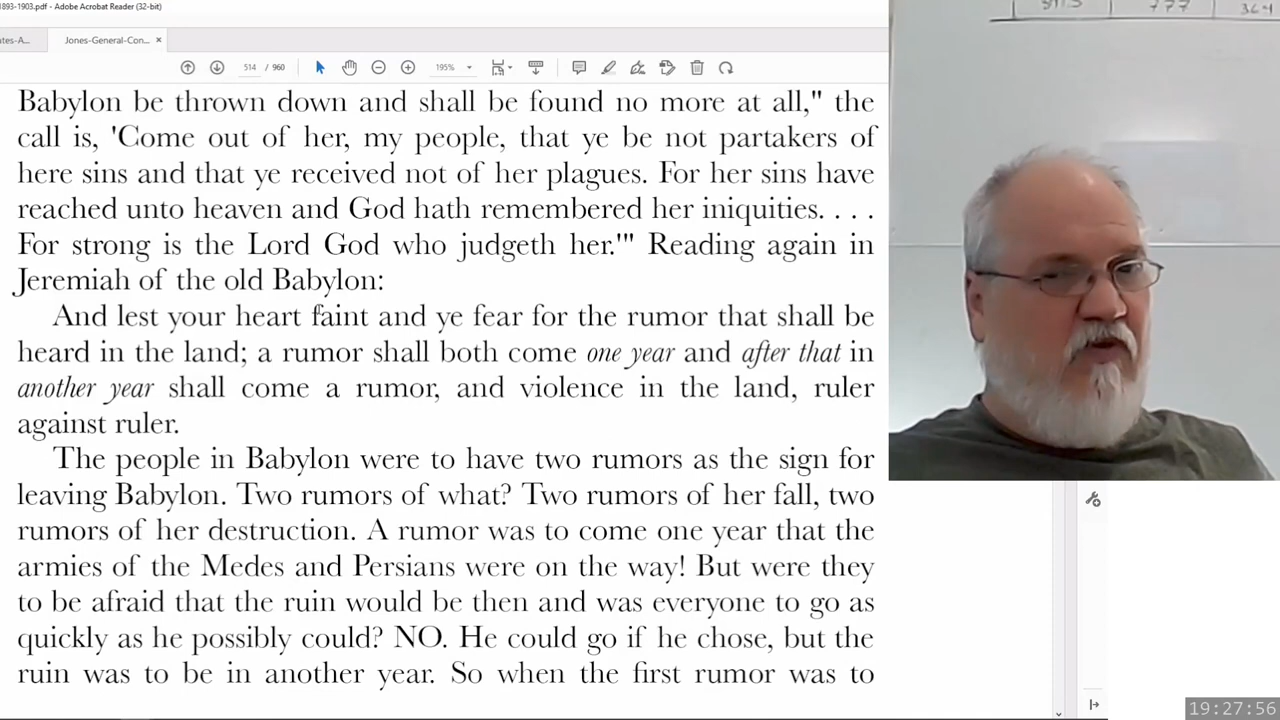 1893-1903.pdf - Adobe Acrobat Reader (32-bit)
Jones-General-Con... ×
514 / 960 195%
Babylon be thrown down and shall be found no more at all," the
call is, 'Come out of her, my people, that ye be not partakers of
here sins and that ye received not of her plagues. For her sins have
reached unto heaven and God hath remembered her iniquities. . . .
For strong is the Lord God who judgeth her.'" Reading again in
Jeremiah of the old Babylon:
And lest your heart faint and ye fear for the rumor that shall be
heard in the land; a rumor shall both come one year and after that in
another year shall come a rumor, and violence in the land, ruler
against ruler.
The people in Babylon were to have two rumors as the sign for
leaving Babylon. Two rumors of what? Two rumors of her fall, two
rumors of her destruction. A rumor was to come one year that the
armies of the Medes and Persians were on the way! But were they
to be afraid that the ruin would be then and was everyone to go as
quickly as he possibly could? NO. He could go if he chose, but the
ruin was to be in another year. So when the first rumor was to
777
364
19:27:56